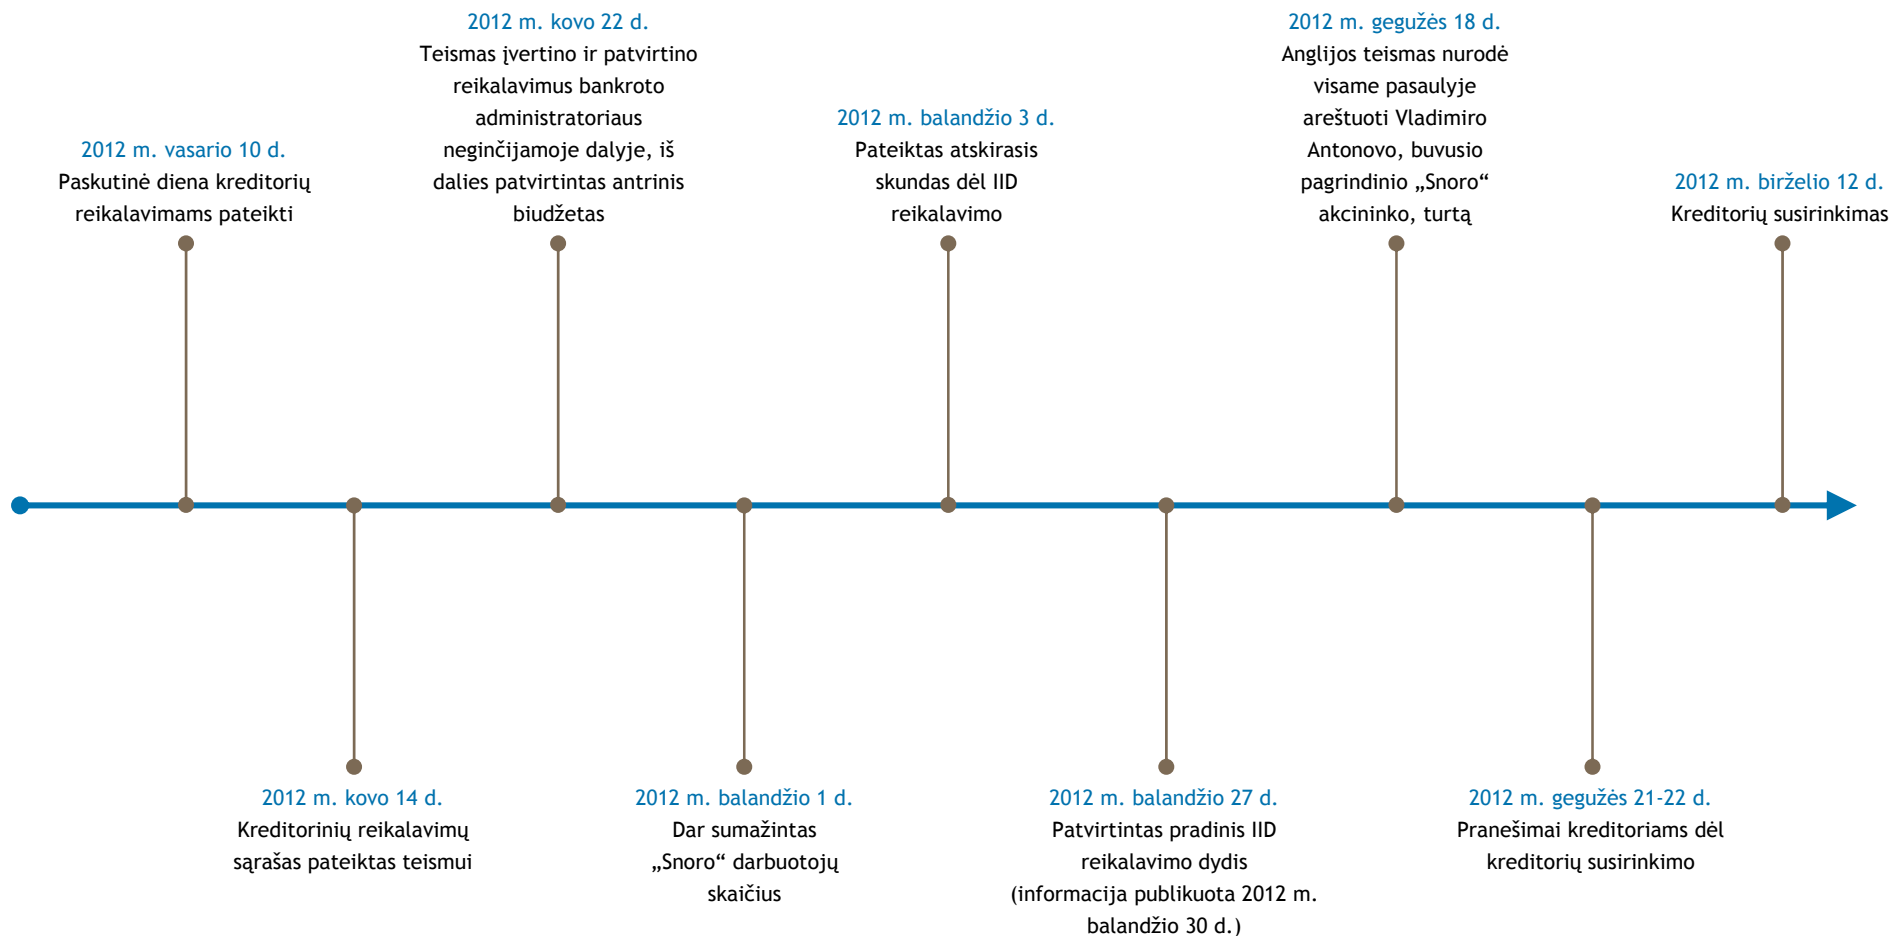 2012 m. vasario 10 d.
Paskutinė diena kreditorių
reikalavimams pateikti
2012 m. kovo 14 d.
Kreditorinių reikalavimų
sąrašas pateiktas teismui
2012 m. kovo 22 d.
Teismas įvertino ir patvirtino
reikalavimus bankroto
administratoriaus
neginčijamoje dalyje, iš
dalies patvirtintas antrinis
biudžetas
2012 m. balandžio 1 d.
Dar sumažintas
„Snoro“ darbuotojų
skaičius
2012 m. balandžio 3 d.
Pateiktas atskirasis
skundas dėl IID
reikalavimo
2012 m. balandžio 27 d.
Patvirtintas pradinis IID
reikalavimo dydis
(informacija publikuota 2012 m.
balandžio 30 d.)
2012 m. gegužės 18 d.
Anglijos teismas nurodė
visame pasaulyje
areštuoti Vladimiro
Antonovo, buvusio
pagrindinio „Snoro“
akcininko, turtą
2012 m. gegužės 21-22 d.
Pranešimai kreditoriams dėl
kreditorių susirinkimo
2012 m. birželio 12 d.
Kreditorių susirinkimas